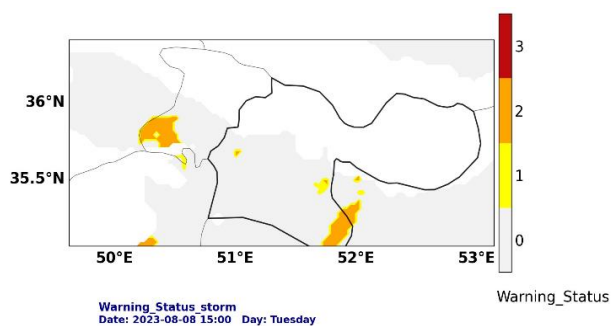 3
36°N
2
1
35.5°N
0
50°E 51°E 52°E 53°E
Warning_Status
Warning_Status_storm
Date: 2023-08-08 15:00 Day: Tuesday